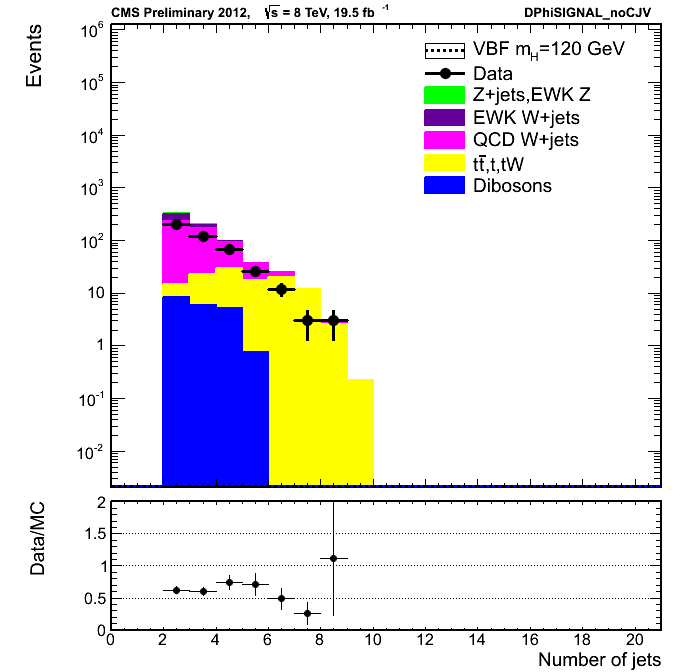 CMS Preliminary 2012, √s = 8 TeV, 19.5 fb⁻¹ DPhiSIGNAL_noCJV
Events
10⁶
10⁵
10⁴
10³
10²
10
1
10⁻¹
10⁻²
VBF m_H=120 GeV
Data
Z+jets,EWK Z
EWK W+jets
QCD W+jets
tt̄,t,tW
Dibosons
Data/MC
2
1.5
1
0.5
0
0 2 4 6 8 10 12 14 16 18 20
Number of jets